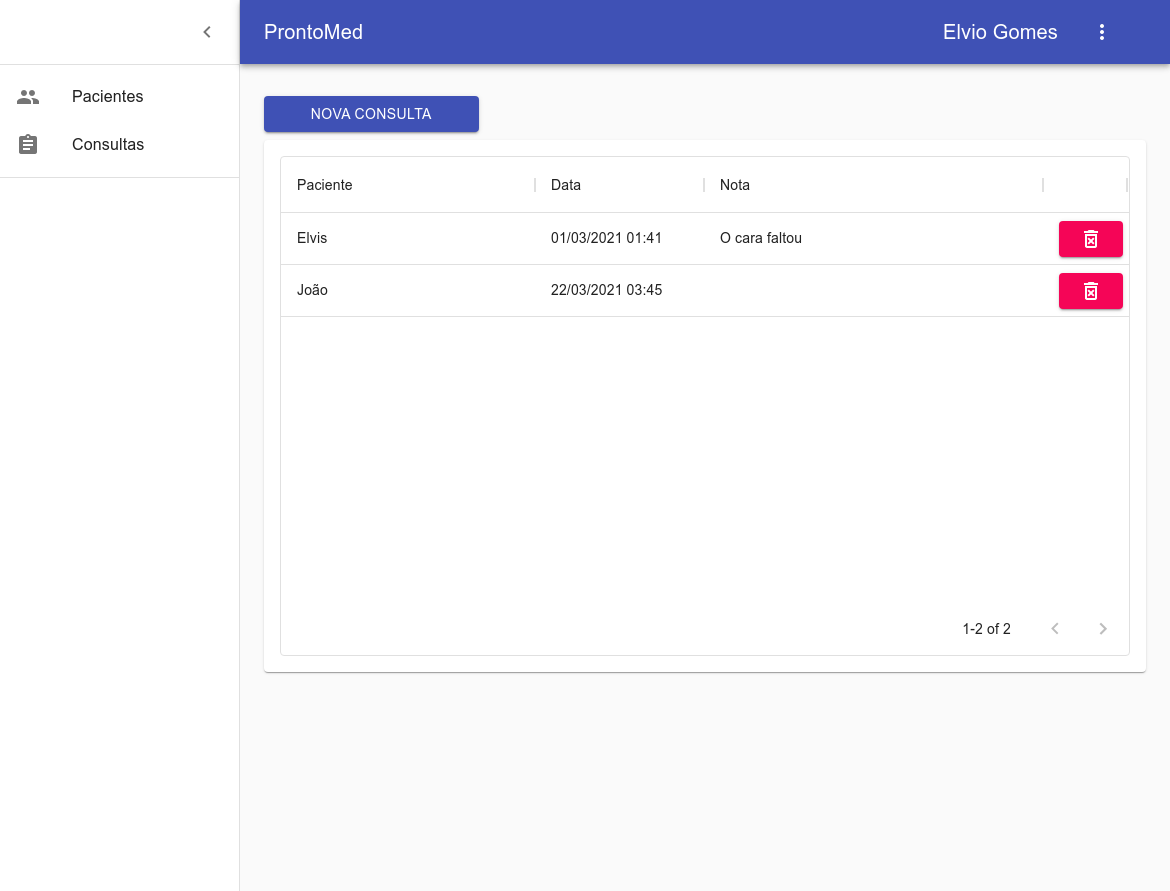 ProntoMed
Elvio Gomes
Pacientes
Consultas
NOVA CONSULTA
Paciente Data Nota
Elvis 01/03/2021 01:41 O cara faltou
João 22/03/2021 03:45
1-2 of 2